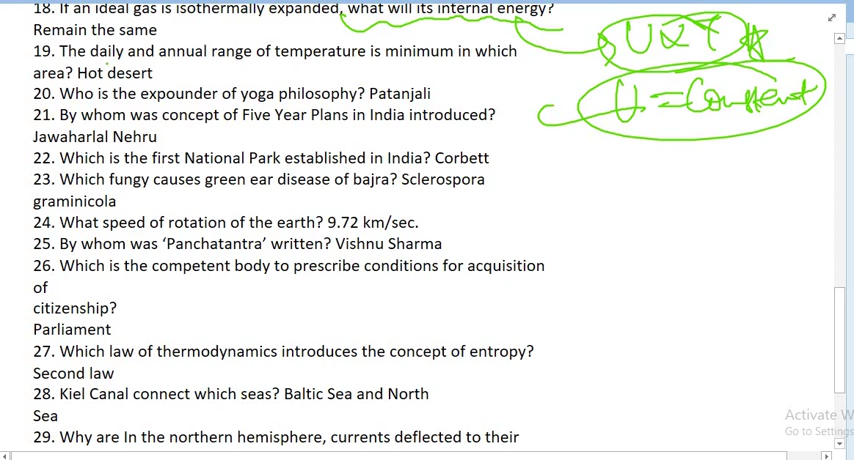 18. If an ideal gas is isothermally expanded, what will its internal energy?
Remain the same
19. The daily and annual range of temperature is minimum in which
area? Hot desert
20. Who is the expounder of yoga philosophy? Patanjali
21. By whom was concept of Five Year Plans in India introduced?
Jawaharlal Nehru
22. Which is the first National Park established in India? Corbett
23. Which fungy causes green ear disease of bajra? Sclerospora
graminicola
24. What speed of rotation of the earth? 9.72 km/sec.
25. By whom was ‘Panchatantra’ written? Vishnu Sharma
26. Which is the competent body to prescribe conditions for acquisition
of
citizenship?
Parliament
27. Which law of thermodynamics introduces the concept of entropy?
Second law
28. Kiel Canal connect which seas? Baltic Sea and North
Sea
29. Why are In the northern hemisphere, currents deflected to their
U ∝ T
U = Constant
Activate W
Go to Settings